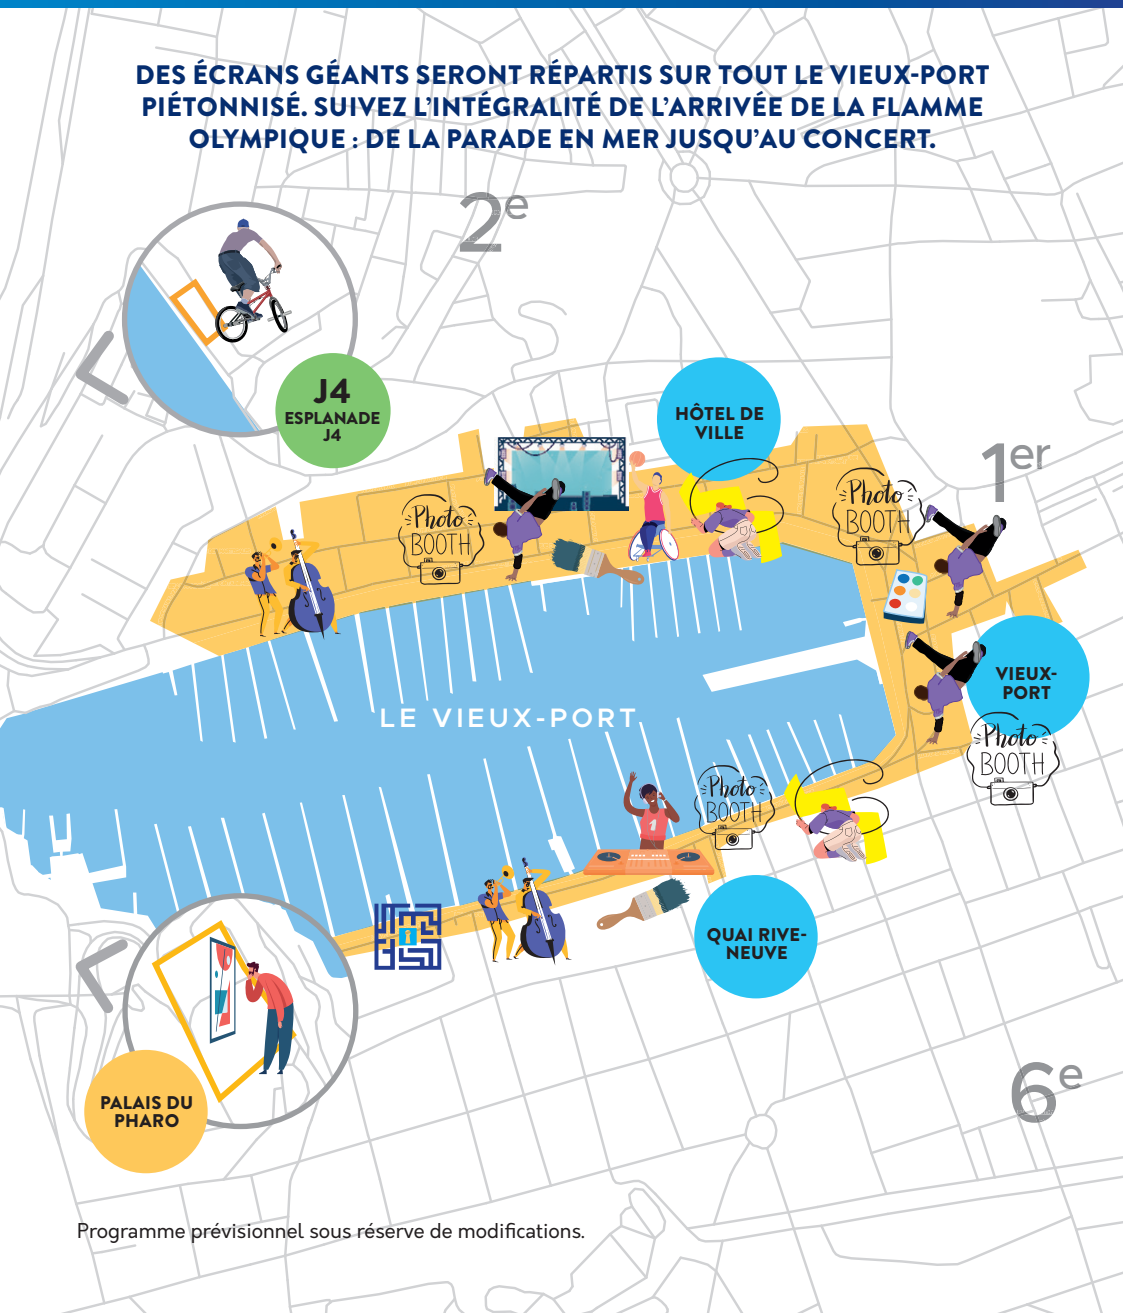 DES ÉCRANS GÉANTS SERONT RÉPARTIS SUR TOUT LE VIEUX-PORT
PIÉTONNISÉ. SUIVEZ L'INTÉGRALITÉ DE L'ARRIVÉE DE LA FLAMME
OLYMPIQUE : DE LA PARADE EN MER JUSQU'AU CONCERT.
2e
J4
ESPLANADE
J4
HÔTEL DE
VILLE
1er
Photo
BOOTH
Photo
BOOTH
VIEUX-
PORT
LE VIEUX-PORT
Photo
BOOTH
Photo
BOOTH
1
i
QUAI RIVE-
NEUVE
PALAIS DU
PHARO
6e
Programme prévisionnel sous réserve de modifications.